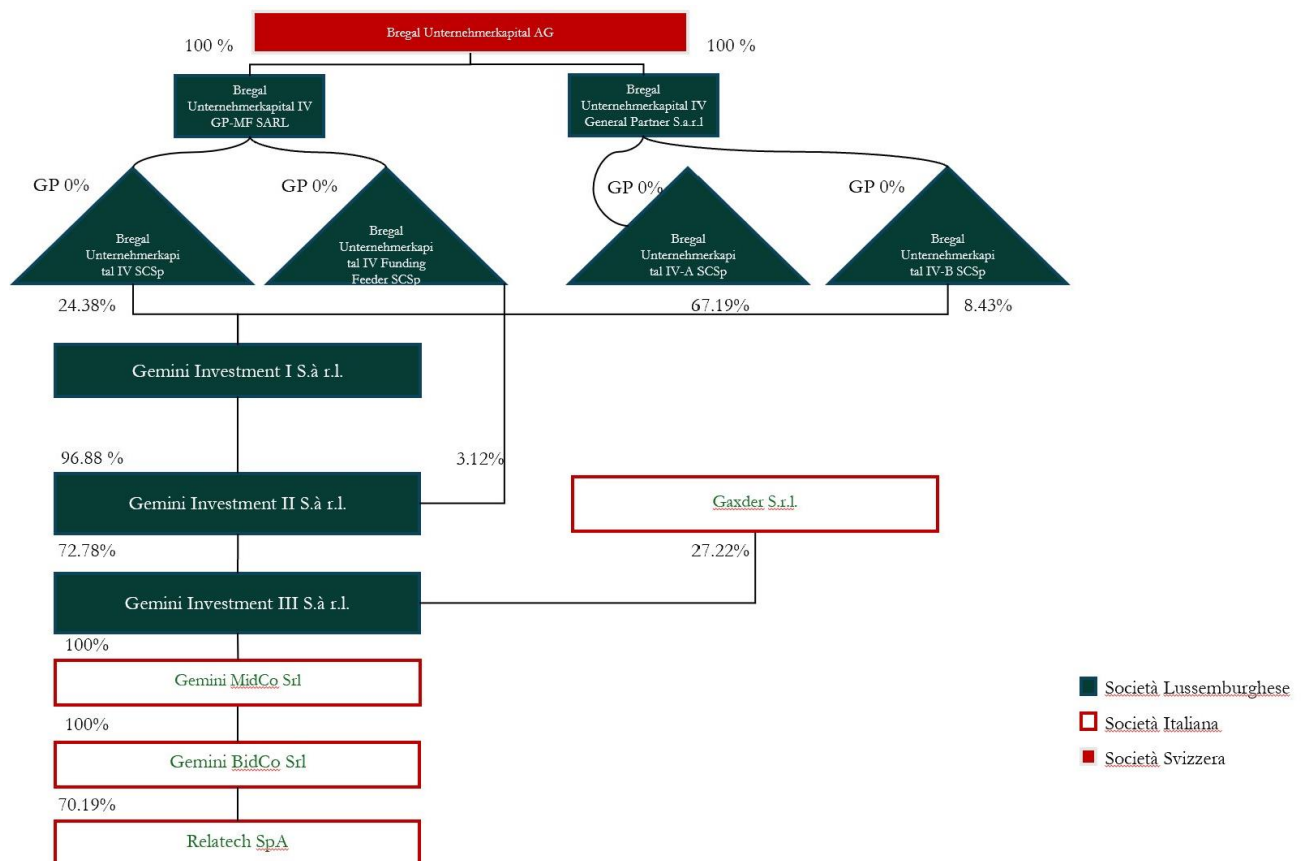 Bregal Unternehmerkapital AG
100 %
100 %
Bregal
Unternehmerkapital IV
GP-MF SARL
Bregal
Unternehmerkapital IV
General Partner S.a.r.l
GP 0%
GP 0%
GP 0%
GP 0%
Bregal
Unternehmerkapi
tal IV SCSp
Bregal
Unternehmerkapi
tal IV Funding
Feeder SCSp
Bregal
Unternehmerkapi
tal IV-A SCSp
Bregal
Unternehmerkapi
tal IV-B SCSp
24.38%
67.19%
8.43%
Gemini Investment I S.à r.l.
96.88 %
3.12%
Gemini Investment II S.à r.l.
Gaxder S.r.l.
72.78%
27.22%
Gemini Investment III S.à r.l.
100%
Gemini MidCo Srl
100%
Gemini BidCo Srl
70.19%
Relatech SpA
Società Lussemburghese
Società Italiana
Società Svizzera